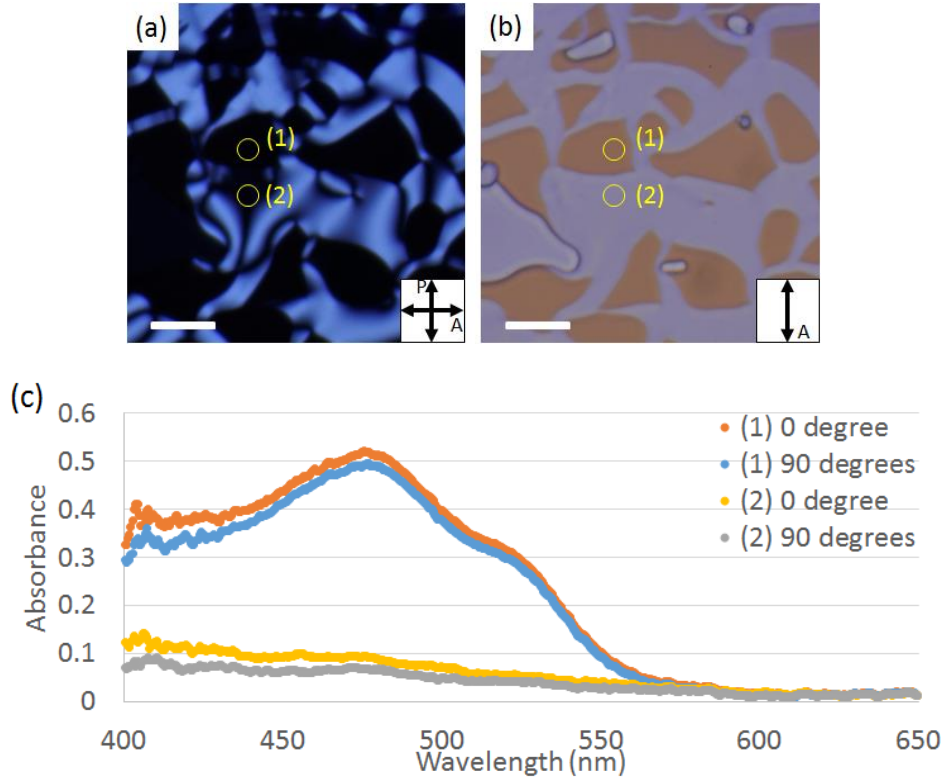 (a)
(b)
(1)
(1)
(2)
(2)
P
A
A
(c)
0.6
(1) 0 degree
0.5
(1) 90 degrees
0.4
(2) 0 degree
(2) 90 degrees
0.3
0.2
0.1
0
Absorbance
400
450
500
550
600
650
Wavelength (nm)